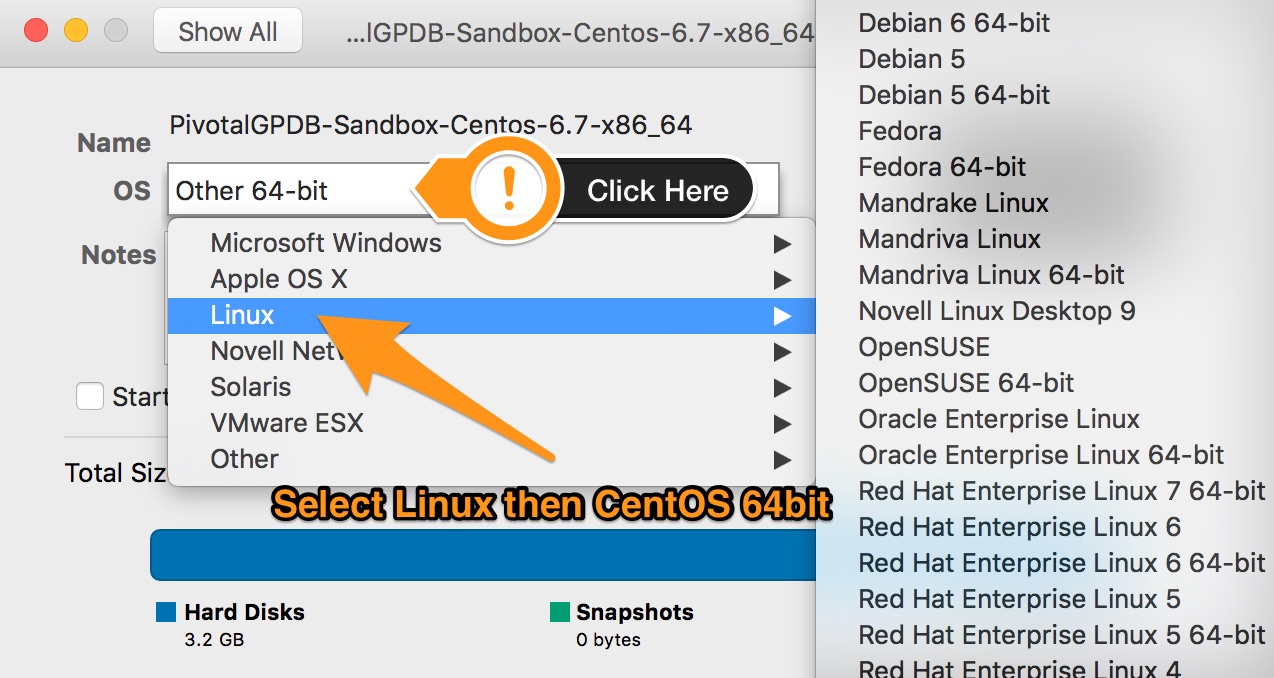 Show All
...lGPDB-Sandbox-Centos-6.7-x86_64
Name
PivotalGPDB-Sandbox-Centos-6.7-x86_64
OS
Other 64-bit
!
Click Here
Notes
Microsoft Windows
Apple OS X
Linux
Novell Net
Solaris
VMware ESX
Other
Start
Total Siz
Select Linux then CentOS 64bit
Hard Disks
3.2 GB
Snapshots
0 bytes
Debian 6 64-bit
Debian 5
Debian 5 64-bit
Fedora
Fedora 64-bit
Mandrake Linux
Mandriva Linux
Mandriva Linux 64-bit
Novell Linux Desktop 9
OpenSUSE
OpenSUSE 64-bit
Oracle Enterprise Linux
Oracle Enterprise Linux 64-bit
Red Hat Enterprise Linux 7 64-bit
Red Hat Enterprise Linux 6
Red Hat Enterprise Linux 6 64-bit
Red Hat Enterprise Linux 5
Red Hat Enterprise Linux 5 64-bit
Red Hat Enterprise Linux 4